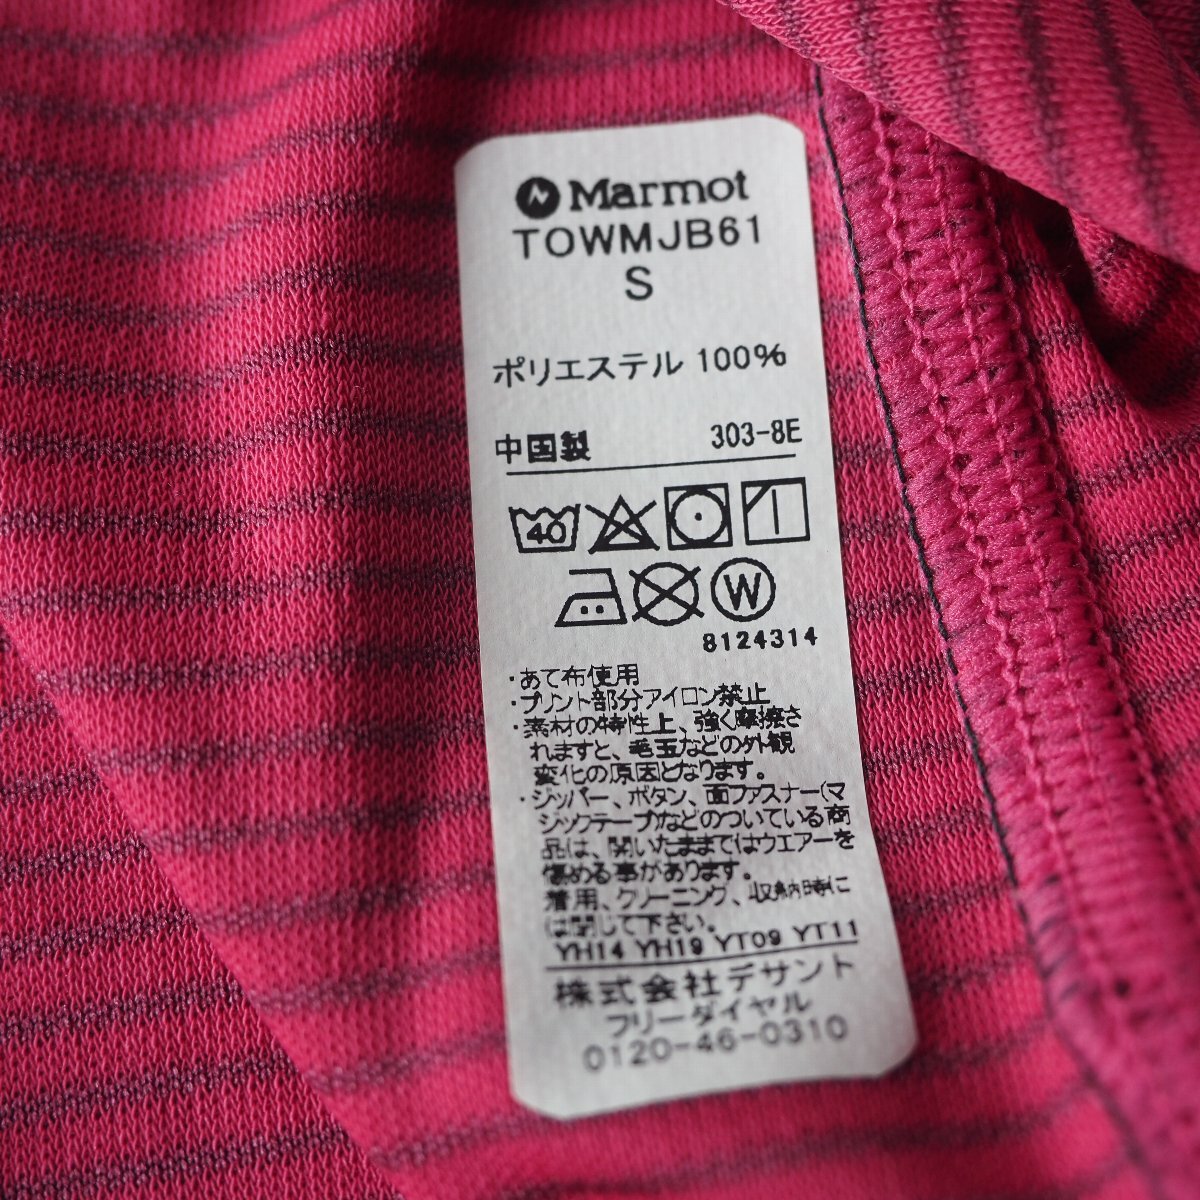 Marmot
TOWMJB61
S
ポリエステル 100%
中国製 303-8E
40
W
8124314
・あて布使用
・プリント部分アイロン禁止
・素材の特性上、強く摩擦さ
れますと、毛玉などの外観
変化の原因となります。
・ジッパー、ボタン、面ファスナー(マ
ジックテープ)などのついている商
品は、開いたままではウエアーを
傷める事があります。
着用、クリーニング、収納時に
は閉じて下さい。
YH14 YH19 YT09 YT11
株式会社デサント
フリーダイヤル
0120-46-0310